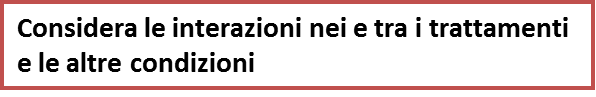 Considera le interazioni nei e tra i trattamenti
e le altre condizioni